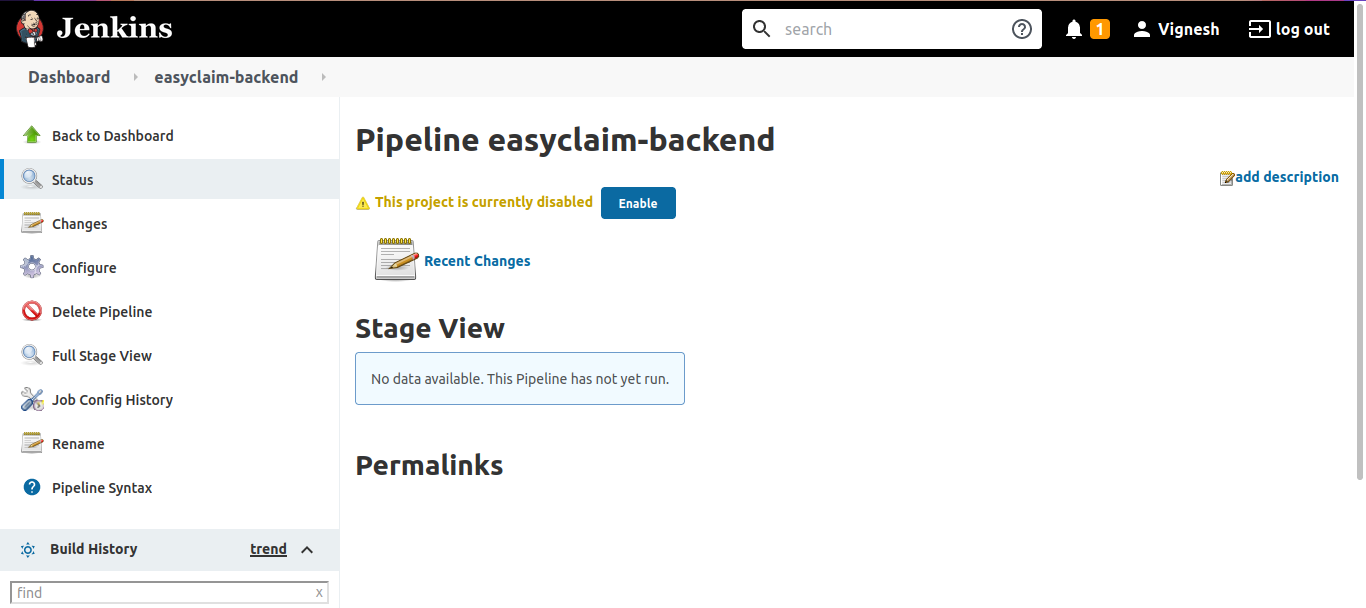 Jenkins
search
1
Vignesh
log out
Dashboard
easyclaim-backend
Back to Dashboard
Status
Changes
Configure
Delete Pipeline
Full Stage View
Job Config History
Rename
Pipeline Syntax
Build History
trend
find
x
Pipeline easyclaim-backend
add description
This project is currently disabled
Enable
Recent Changes
Stage View
No data available. This Pipeline has not yet run.
Permalinks